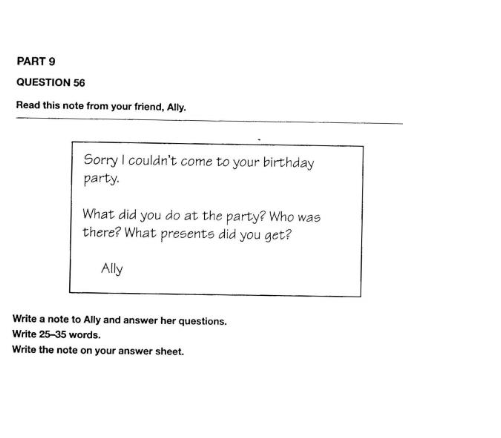 PART 9
QUESTION 56
Read this note from your friend, Ally.
Sorry I couldn't come to your birthday
party.
What did you do at the party? Who was
there? What presents did you get?
Ally
Write a note to Ally and answer her questions.
Write 25–35 words.
Write the note on your answer sheet.